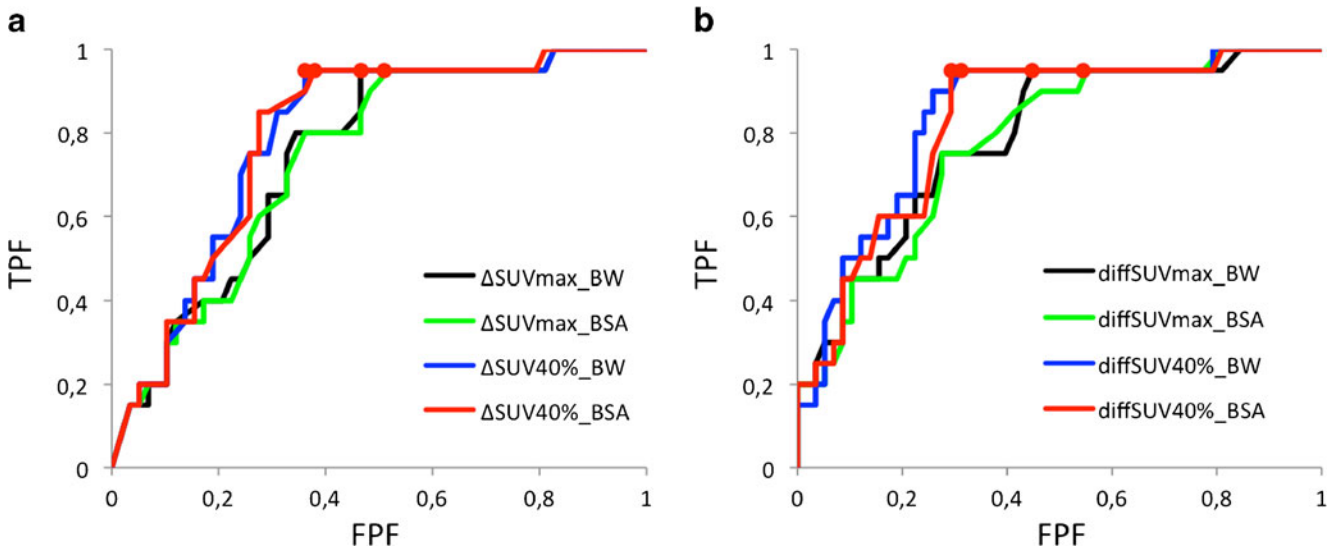 a
TPF
1
0,8
0,6
0,4
0,2
0
ΔSUVmax_BW
ΔSUVmax_BSA
ΔSUV40%_BW
ΔSUV40%_BSA
0 0,2 0,4 0,6 0,8 1
FPF
b
TPF
1
0,8
0,6
0,4
0,2
0
diffSUVmax_BW
diffSUVmax_BSA
diffSUV40%_BW
diffSUV40%_BSA
0 0,2 0,4 0,6 0,8 1
FPF